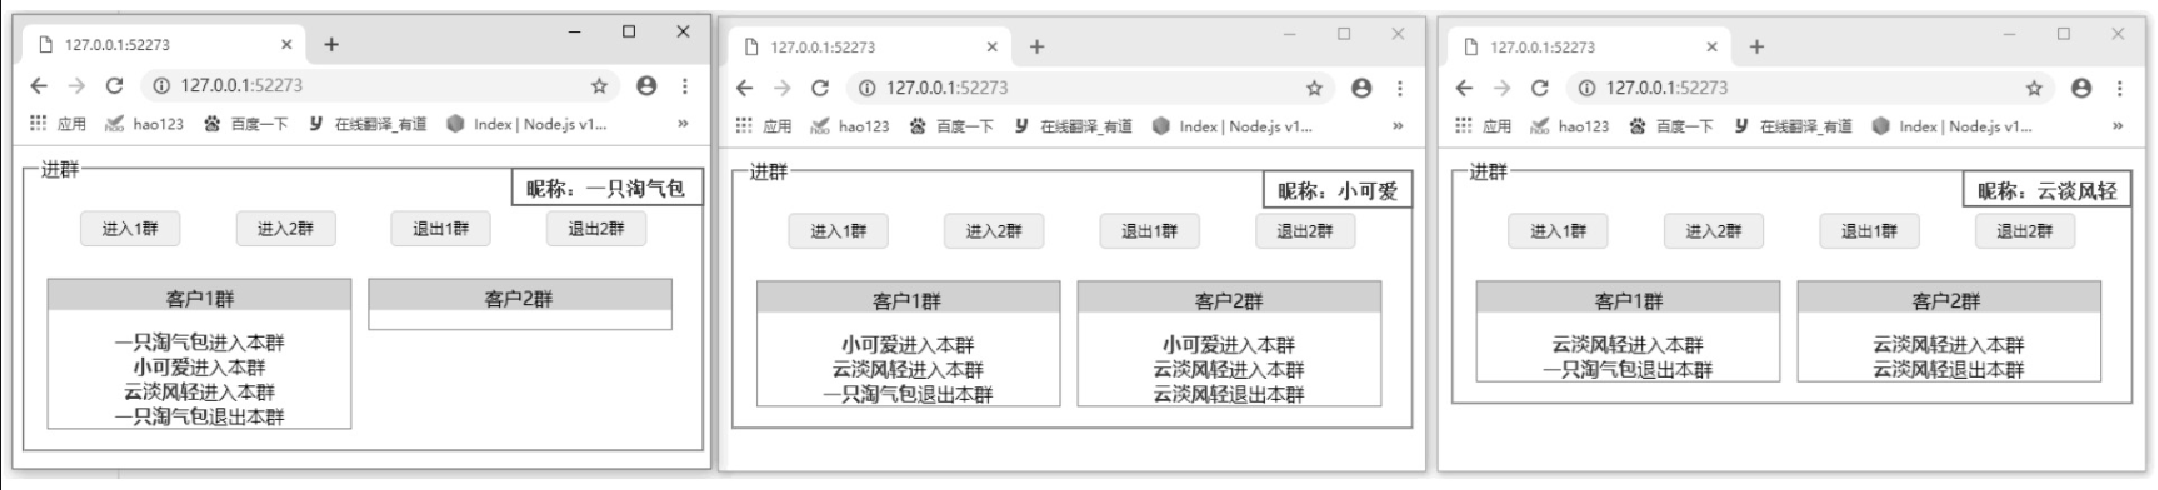 127.0.0.1:52273
127.0.0.1:52273
应用 hao123 百度一下 在线翻译_有道 Index | Node.js v1...
进群
昵称：一只淘气包
进入1群 进入2群 退出1群 退出2群
客户1群 客户2群
一只淘气包进入本群
小可爱进入本群
云淡风轻进入本群
一只淘气包退出本群
127.0.0.1:52273
127.0.0.1:52273
应用 hao123 百度一下 在线翻译_有道 Index | Node.js v1...
进群
昵称：小可爱
进入1群 进入2群 退出1群 退出2群
客户1群 客户2群
小可爱进入本群 小可爱进入本群
云淡风轻进入本群 云淡风轻进入本群
一只淘气包退出本群 云淡风轻退出本群
127.0.0.1:52273
127.0.0.1:52273
应用 hao123 百度一下 在线翻译_有道 Index | Node.js v1...
进群
昵称：云淡风轻
进入1群 进入2群 退出1群 退出2群
客户1群 客户2群
云淡风轻进入本群 云淡风轻进入本群
一只淘气包退出本群 云淡风轻退出本群